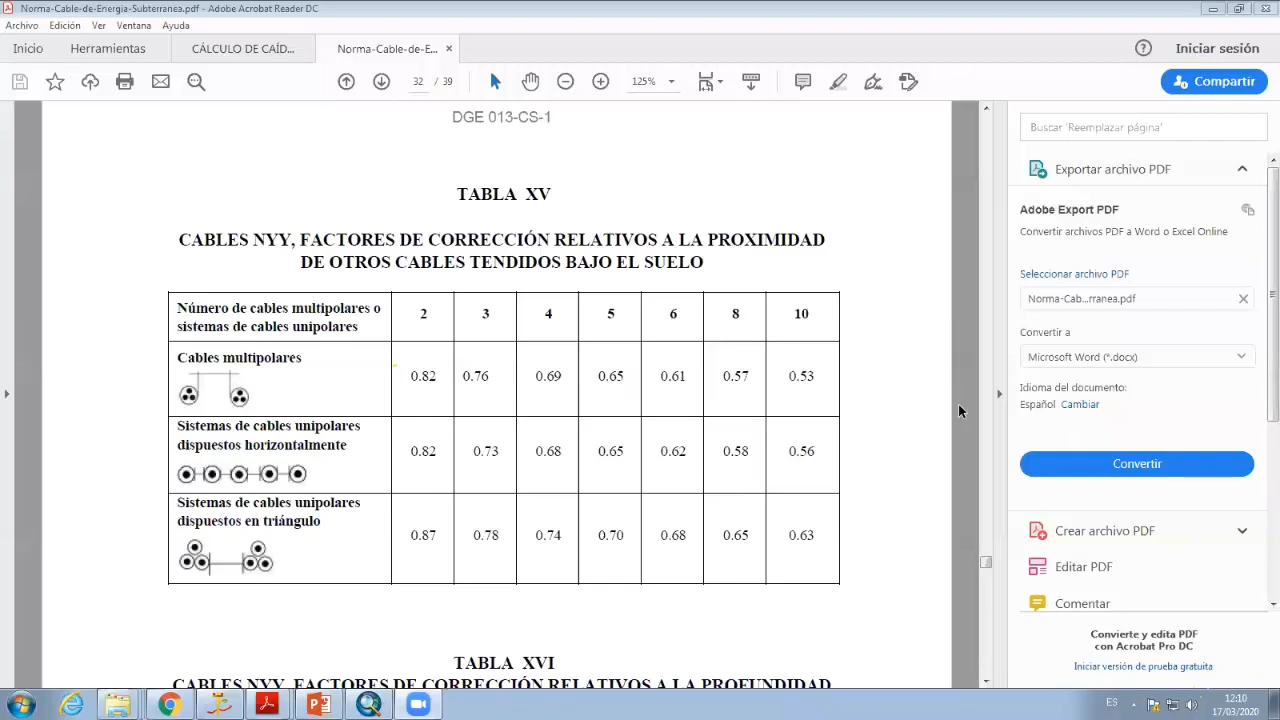 Norma-Cable-de-Energia-Subterranea.pdf - Adobe Acrobat Reader DC
Archivo Edición Ver Ventana Ayuda
Inicio Herramientas CÁLCULO DE CAÍD... Norma-Cable-de-E... × Iniciar sesión
32 / 39 125% Compartir
DGE 013-CS-1
TABLA XV
CABLES NYY, FACTORES DE CORRECCIÓN RELATIVOS A LA PROXIMIDAD
DE OTROS CABLES TENDIDOS BAJO EL SUELO
Número de cables multipolares o
sistemas de cables unipolares
2 3 4 5 6 8 10
Cables multipolares
0.82 0.76 0.69 0.65 0.61 0.57 0.53
Sistemas de cables unipolares
dispuestos horizontalmente
0.82 0.73 0.68 0.65 0.62 0.58 0.56
Sistemas de cables unipolares
dispuestos en triángulo
0.87 0.78 0.74 0.70 0.68 0.65 0.63
TABLA XVI
CABLES NYY, FACTORES DE CORRECCIÓN RELATIVOS A LA PROFUNDIDAD
Buscar 'Reemplazar página'
Exportar archivo PDF
Adobe Export PDF
Convertir archivos PDF a Word o Excel Online
Seleccionar archivo PDF
Norma-Cab...rranea.pdf
Convertir a
Microsoft Word (*.docx)
Idioma del documento:
Español Cambiar
Convertir
Crear archivo PDF
Editar PDF
Comentar
Convierte y edita PDF
con Acrobat Pro DC
Iniciar versión de prueba gratuita
ES
12:10
17/03/2020